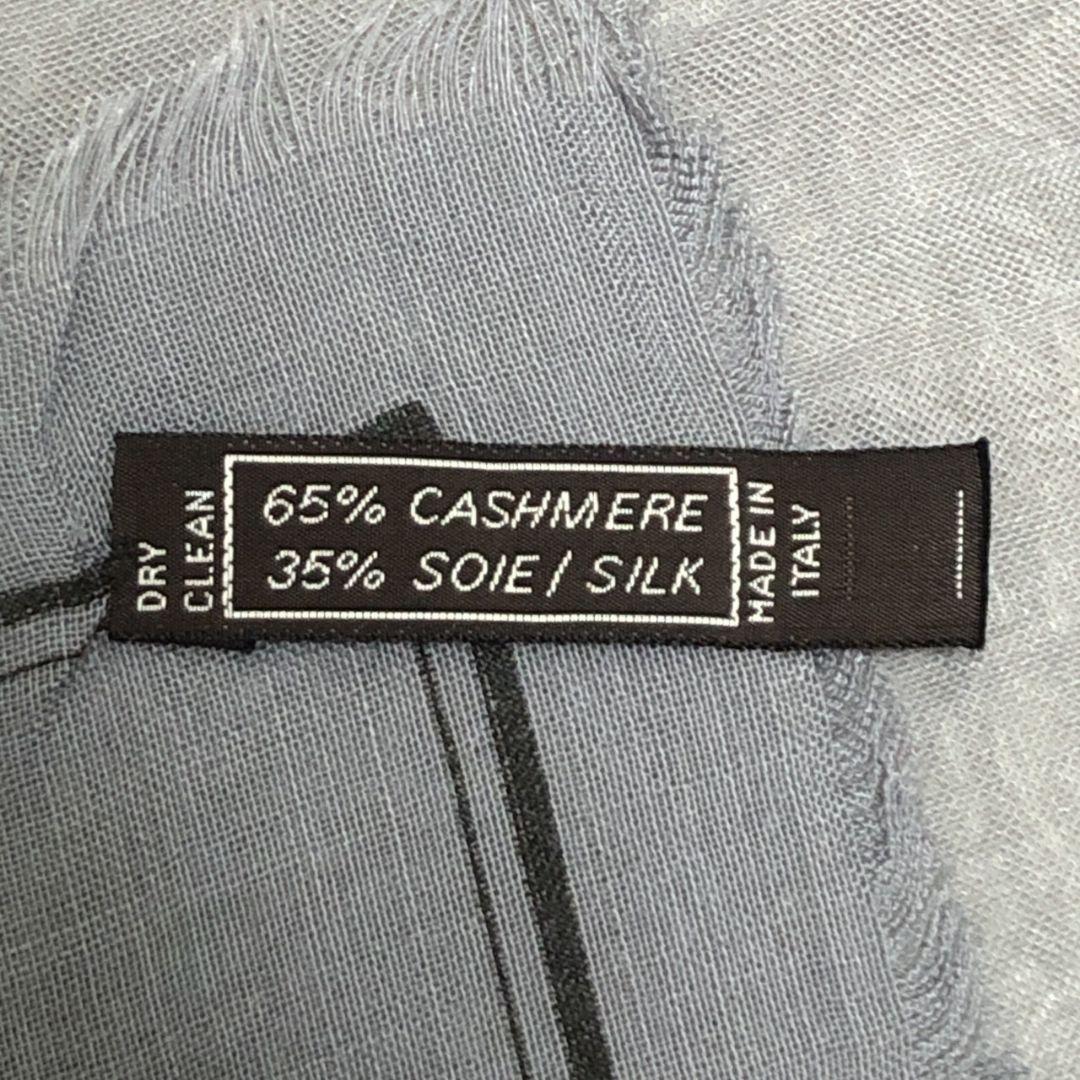 DRY
CLEAN
65% CASHMERE
35% SOIE/ SILK
MADE IN
ITALY